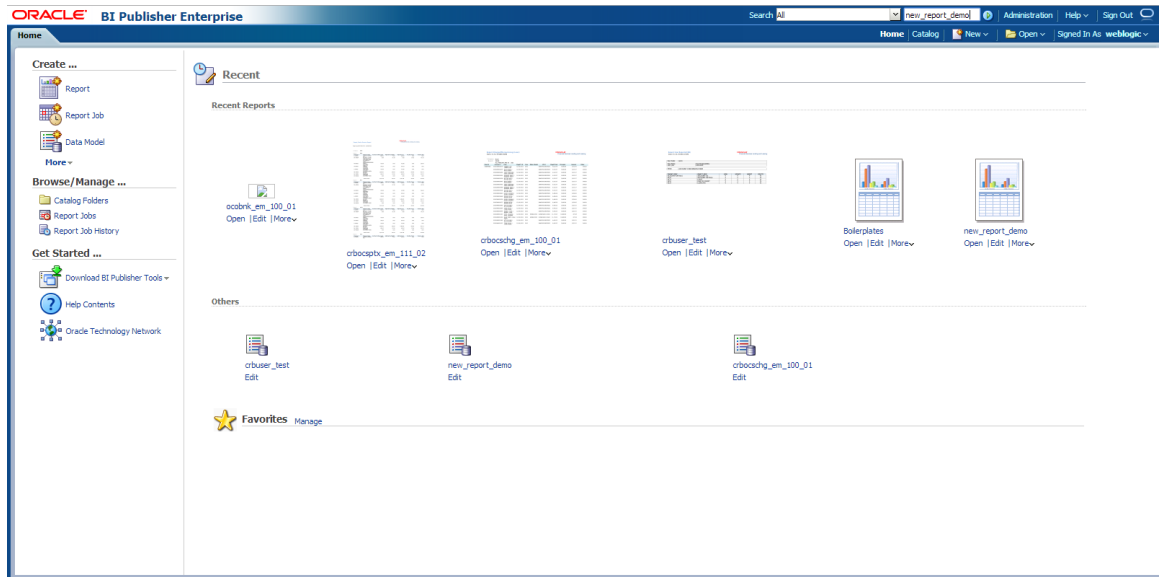 ORACLE BI Publisher Enterprise
Search All new_report_demo Administration Help Sign Out
Home
Home Catalog New Open Signed In As weblogic
Create ...
Report
Report Job
Data Model
More
Browse/Manage ...
Catalog Folders
Report Jobs
Report Job History
Get Started ...
Download BI Publisher Tools
Help Contents
Oracle Technology Network
Recent
Recent Reports
ocobnk_em_100_01
Open |Edit |More
crbocsptx_em_111_02
Open |Edit |More
crbocschg_em_100_01
Open |Edit |More
crbuser_test
Open |Edit |More
Boilerplates
Open |Edit |More
new_report_demo
Open |Edit |More
Others
crbuser_test
Edit
new_report_demo
Edit
crbocschg_em_100_01
Edit
Favorites Manage